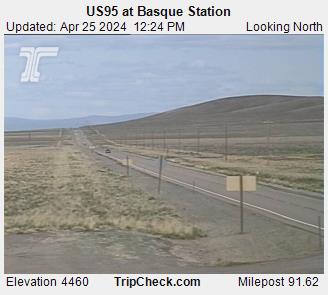 US95 at Basque Station
Updated: Apr 25 2024 12:24 PM Looking North
Elevation 4460 TripCheck.com Milepost 91.62